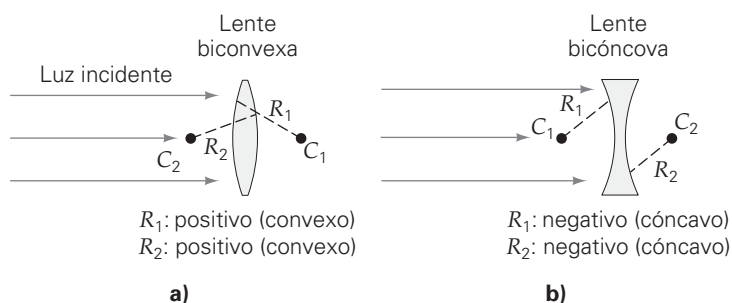 Lente
biconvexa
Luz incidente
R₁
C₂
R₂
C₁
R₁: positivo (convexo)
R₂: positivo (convexo)
a)
Lente
bicóncova
R₁
C₁
C₂
R₂
R₁: negativo (cóncavo)
R₂: negativo (cóncavo)
b)